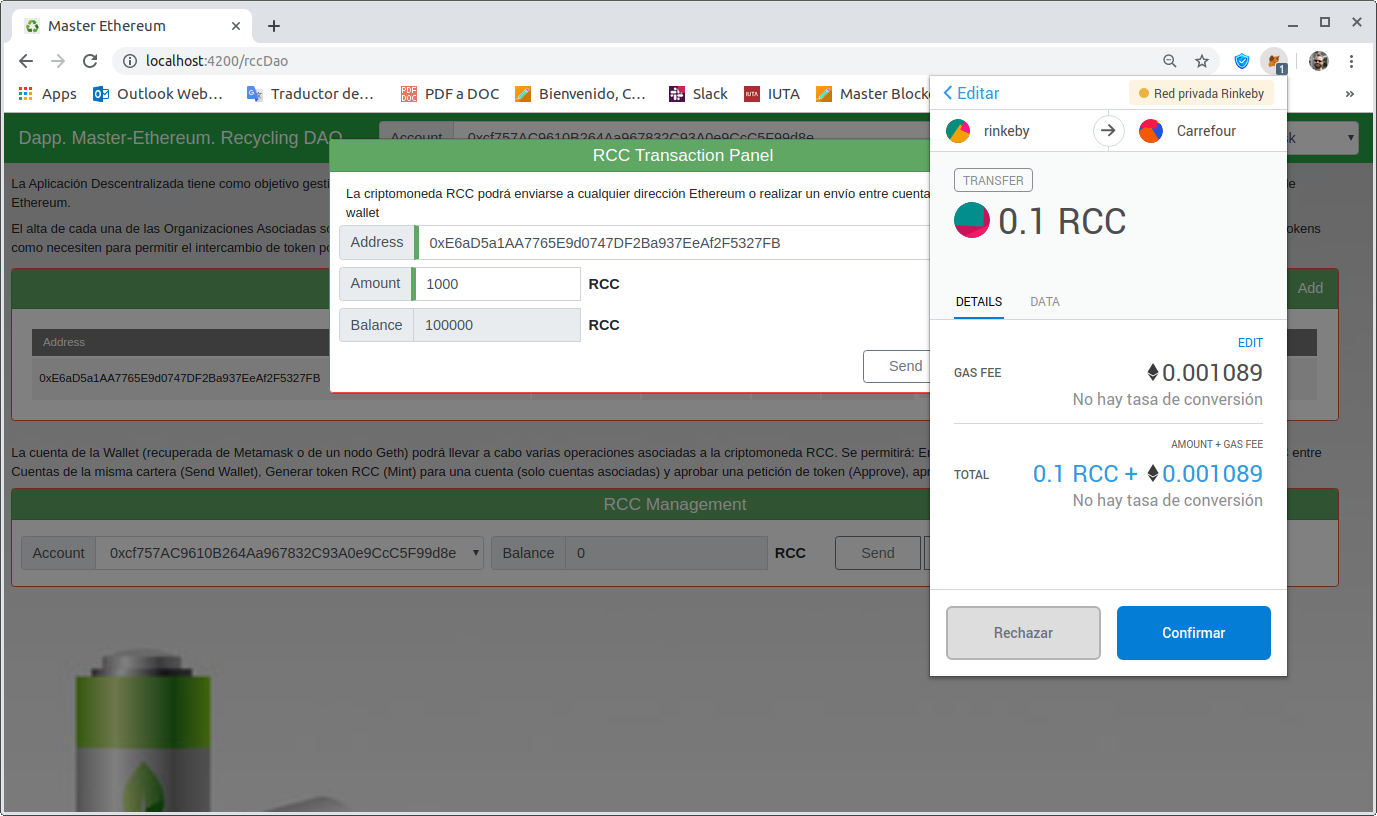 Master Ethereum
localhost:4200/rccDao
Apps Outlook Web... Traductor de... PDF a DOC Bienvenido, C... Slack IUTA Master Blocke »
1
Dapp. Master-Ethereum. Recycling DAO Account 0xcf757AC9610B264Aa967832C93A0e9CcC5F99d8e
La Aplicación Descentralizada tiene como objetivo gesti
Ethereum.
El alta de cada una de las Organizaciones Asociadas so
como necesiten para permitir el intercambio de token po
de
tokens
Add
Address
0xE6aD5a1AA7765E9d0747DF2Ba937EeAf2F5327FB
RCC Transaction Panel
La criptomoneda RCC podrá enviarse a cualquier dirección Ethereum o realizar un envío entre cuenta
wallet
Address 0xE6aD5a1AA7765E9d0747DF2Ba937EeAf2F5327FB
Amount 1000 RCC
Balance 100000 RCC
Send
La cuenta de la Wallet (recuperada de Metamask o de un nodo Geth) podrá llevar a cabo varias operaciones asociadas a la criptomoneda RCC. Se permitirá: En
entre
Cuentas de la misma cartera (Send Wallet), Generar token RCC (Mint) para una cuenta (solo cuentas asociadas) y aprobar una petición de token (Approve), apr
RCC Management
Account 0xcf757AC9610B264Aa967832C93A0e9CcC5F99d8e Balance 0 RCC Send
Editar Red privada Rinkeby
rinkeby Carrefour
TRANSFER
0.1 RCC
DETAILS DATA
EDIT
GAS FEE 0.001089
No hay tasa de conversión
AMOUNT + GAS FEE
TOTAL 0.1 RCC + 0.001089
No hay tasa de conversión
Rechazar Confirmar